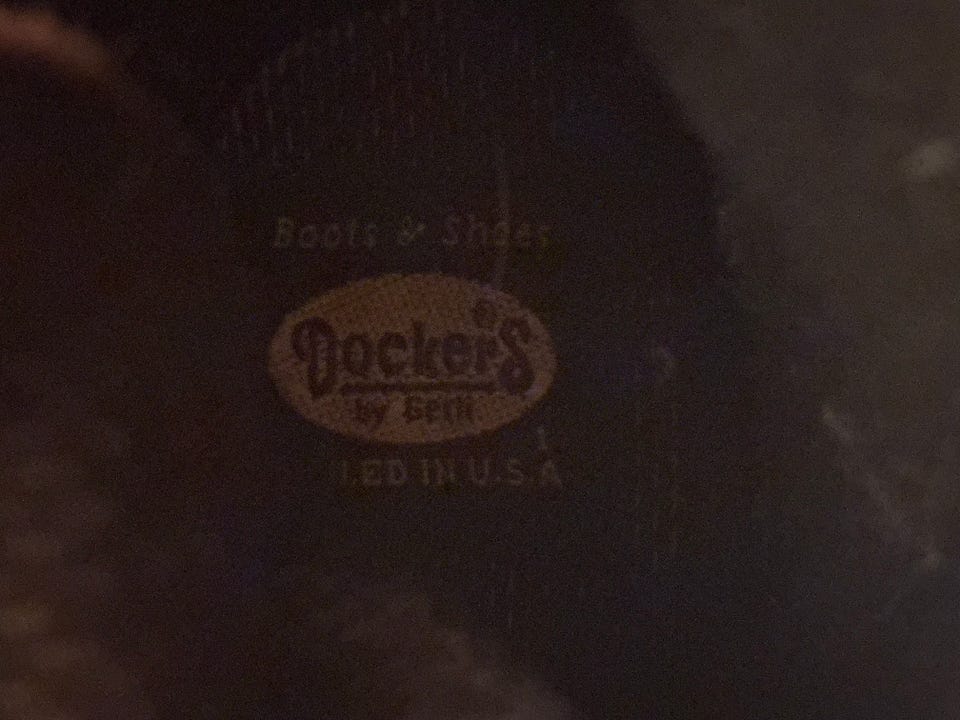 Boots & Shoes
Dockers®
by Gerli
LED IN U.S.A